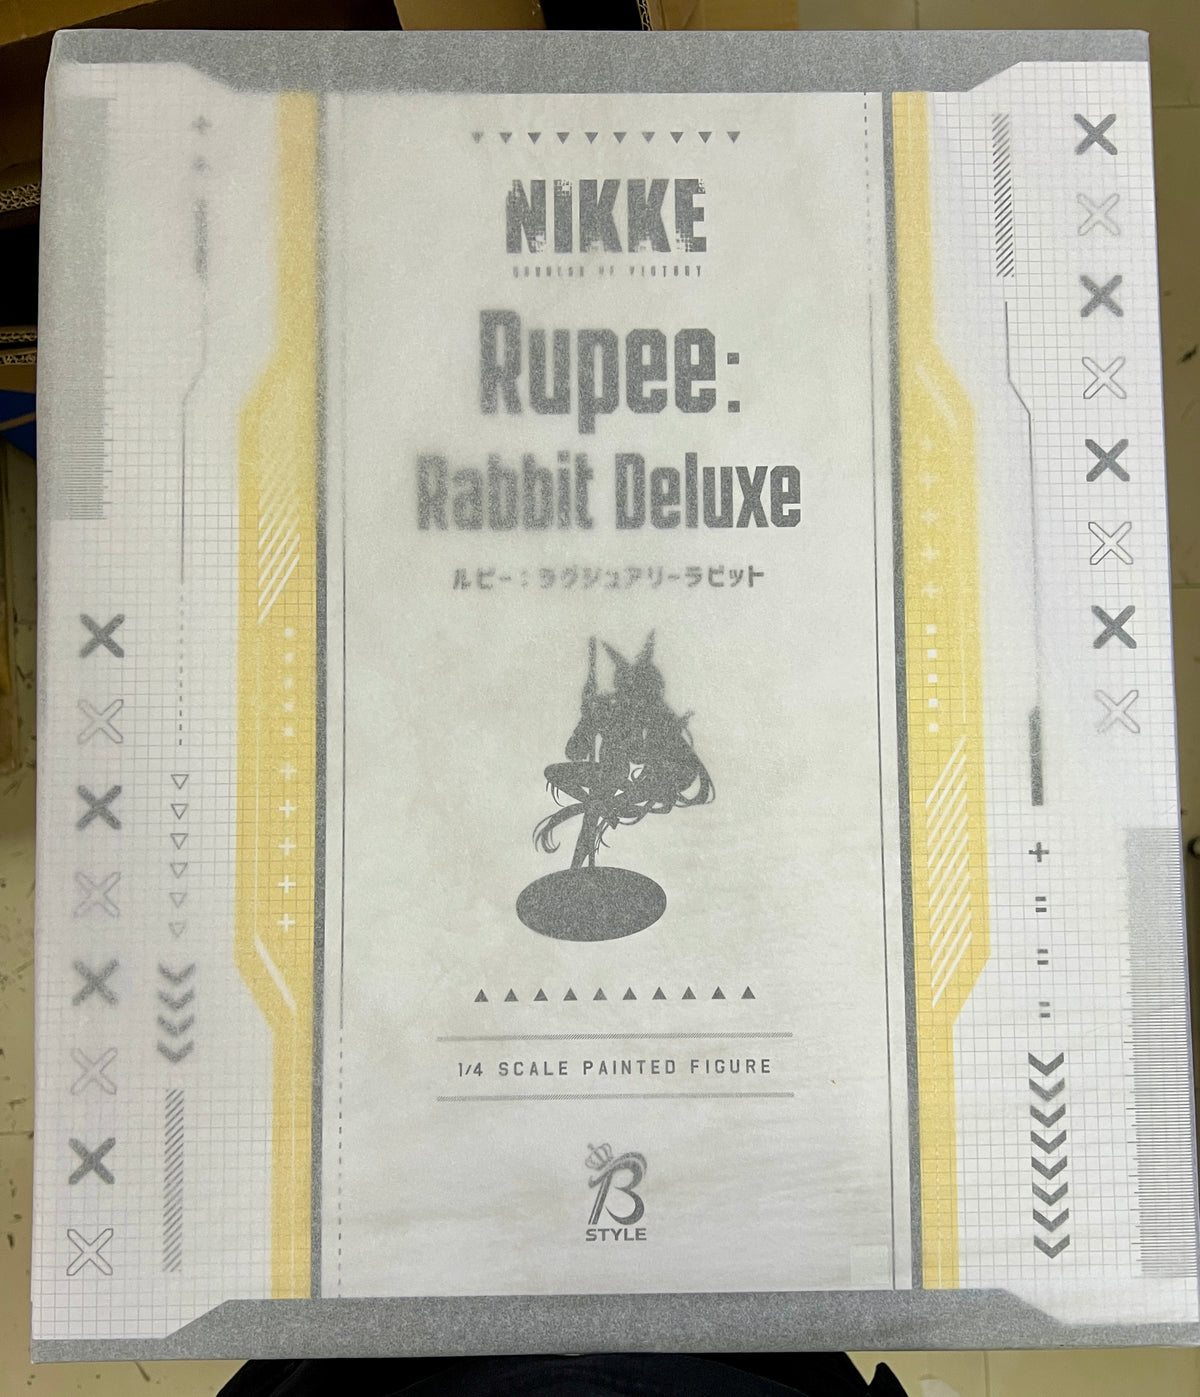 NIKKE
GODDESS OF VICTORY
Rupee:
Rabbit Deluxe
ルピー：ラグジュアリーラビット
1/4 SCALE PAINTED FIGURE
B
STYLE